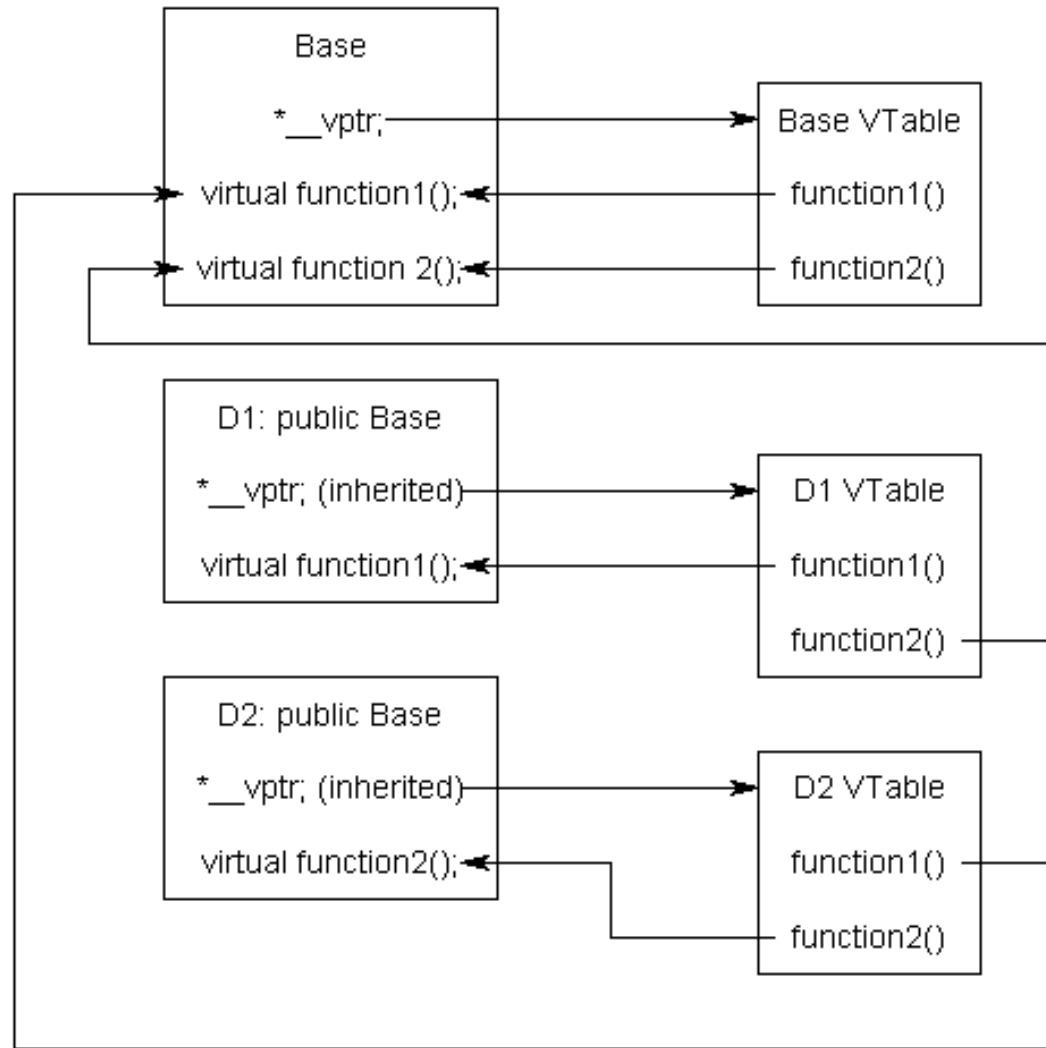 Base
*__vptr;
virtual function1();
virtual function 2();
Base VTable
function1()
function2()
D1: public Base
*__vptr; (inherited)
virtual function1();
D1 VTable
function1()
function2()
D2: public Base
*__vptr; (inherited)
virtual function2();
D2 VTable
function1()
function2()